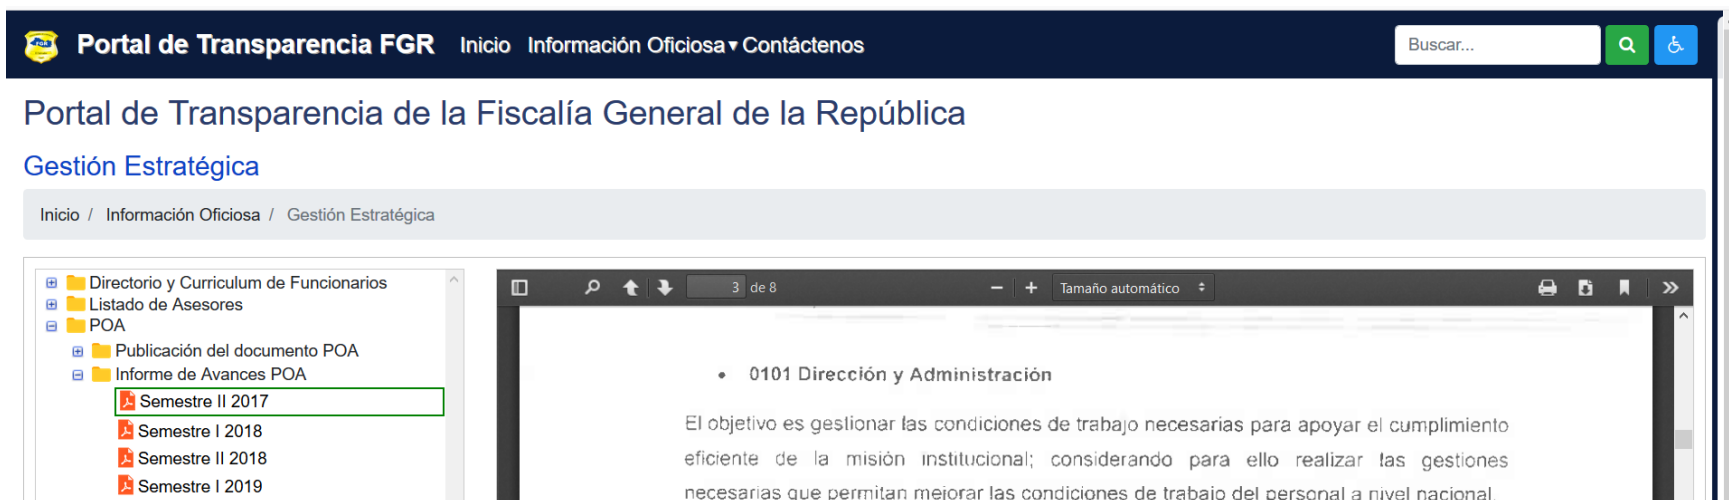 FGR
Portal de Transparencia FGR Inicio Información Oficiosa Contáctenos Buscar...
Portal de Transparencia de la Fiscalía General de la República
Gestión Estratégica
Inicio / Información Oficiosa / Gestión Estratégica
Directorio y Curriculum de Funcionarios
Listado de Asesores
POA
Publicación del documento POA
Informe de Avances POA
Semestre II 2017
Semestre I 2018
Semestre II 2018
Semestre I 2019
3 de 8 Tamaño automático
• 0101 Dirección y Administración
El objetivo es gestionar las condiciones de trabajo necesarias para apoyar el cumplimiento
eficiente de la misión institucional; considerando para ello realizar las gestiones
necesarias que permitan mejorar las condiciones de trabajo del personal a nivel nacional.